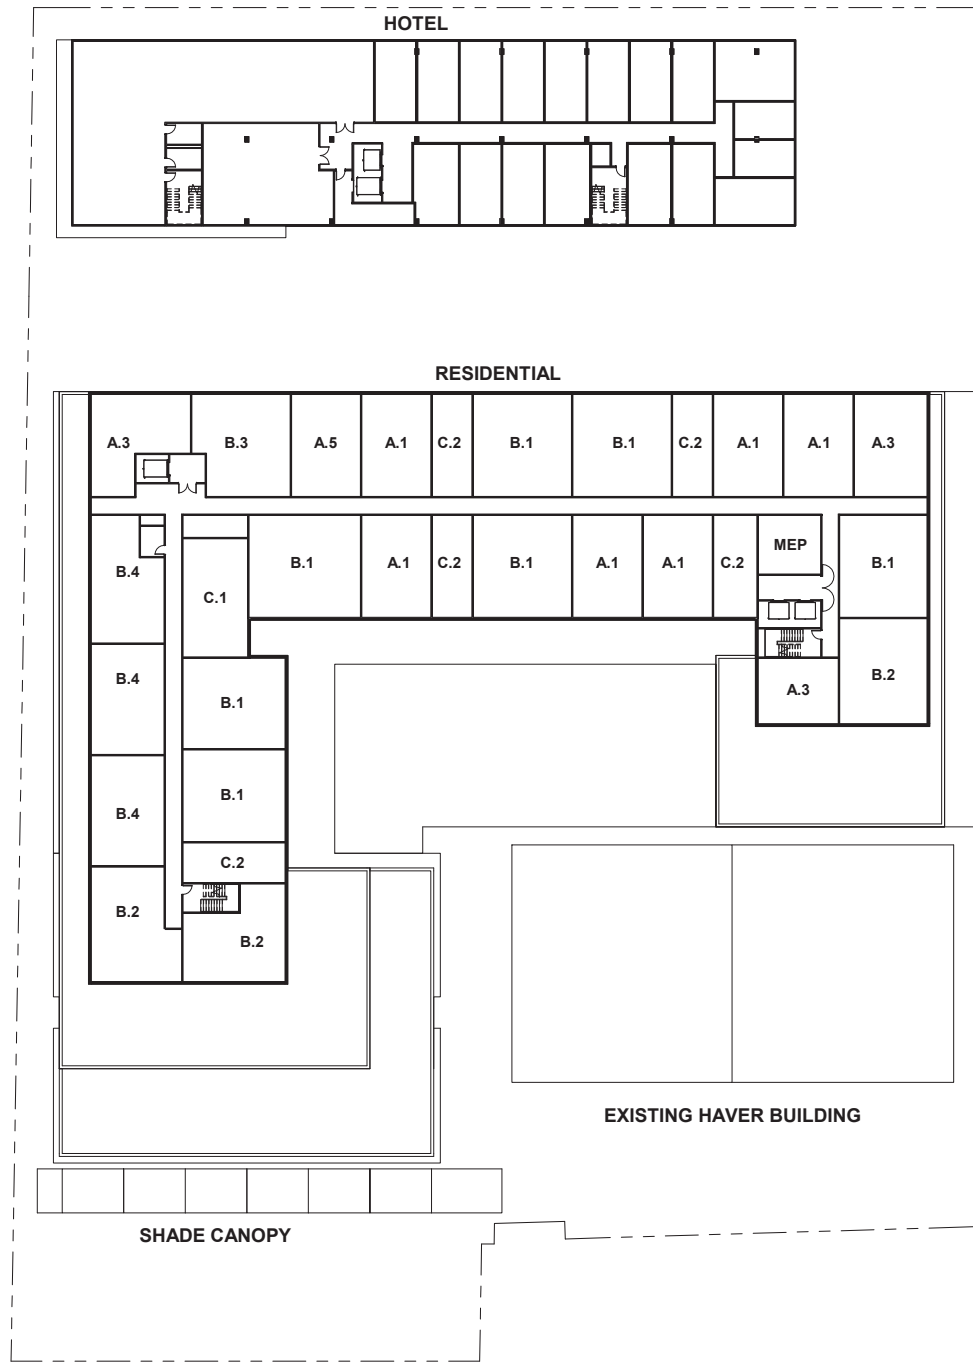 HOTEL
RESIDENTIAL
A.3 B.3 A.5 A.1 C.2 B.1 B.1 C.2 A.1 A.1 A.3
B.4 C.1 B.1 A.1 C.2 B.1 A.1 A.1 C.2 MEP B.1
B.4 B.1 A.3 B.2
B.4 B.1
C.2
B.2 B.2
EXISTING HAVER BUILDING
SHADE CANOPY